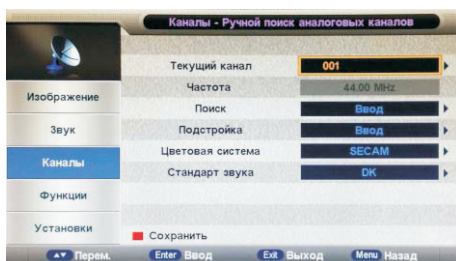 Каналы - Ручной поиск аналоговых каналов
Текущий канал 001
Частота 44.00 MHz
Поиск Ввод
Подстройка Ввод
Цветовая система SECAM
Стандарт звука DK
Изображение
Звук
Каналы
Функции
Установки
Сохранить
▲▼ Перем. Enter Ввод Exit Выход Menu Назад